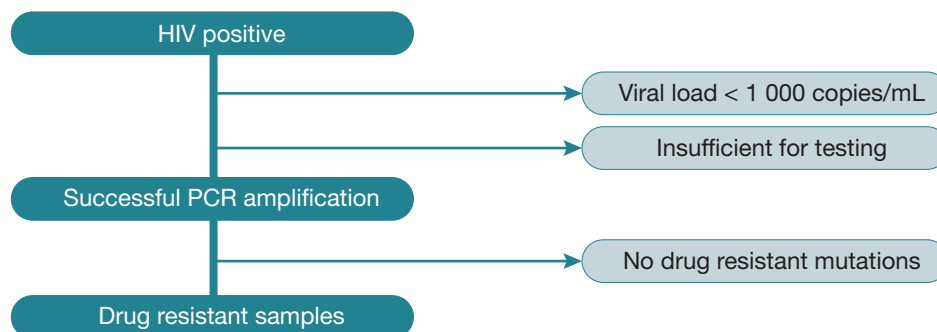 HIV positive
Viral load < 1 000 copies/mL
Insufficient for testing
Successful PCR amplification
No drug resistant mutations
Drug resistant samples